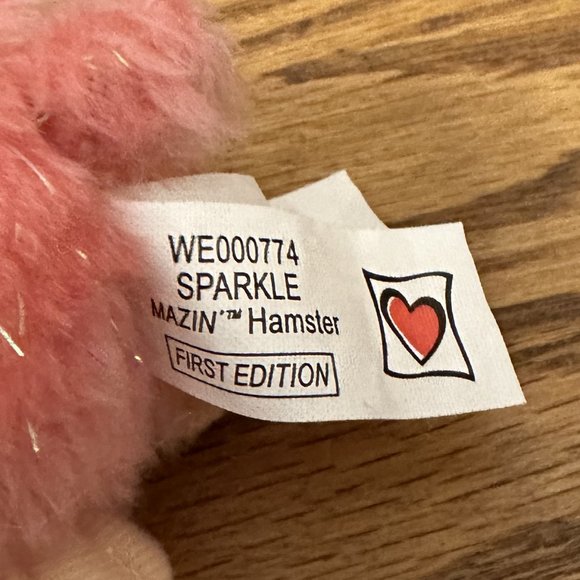 WE000774
SPARKLE
MAZIN'™ Hamster
FIRST EDITION